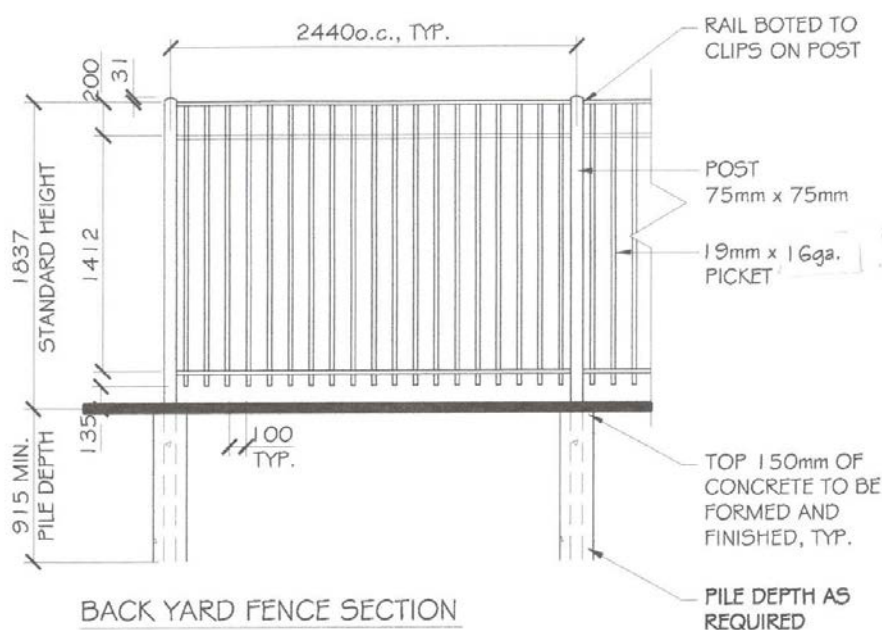 2440o.c., TYP.
200
31
RAIL BOTED TO
CLIPS ON POST
POST
75mm x 75mm
19mm x 16ga.
PICKET
1837
STANDARD HEIGHT
1412
135
100
TYP.
915 MIN.
PILE DEPTH
TOP 150mm OF
CONCRETE TO BE
FORMED AND
FINISHED, TYP.
PILE DEPTH AS
REQUIRED
BACK YARD FENCE SECTION